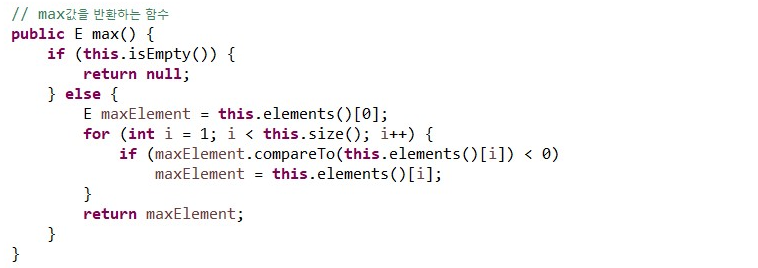 // max값을 반환하는 함수
public E max() {
    if (this.isEmpty()) {
        return null;
    } else {
        E maxElement = this.elements()[0];
        for (int i = 1; i < this.size(); i++) {
            if (maxElement.compareTo(this.elements()[i]) < 0)
                maxElement = this.elements()[i];
        }
        return maxElement;
    }
}